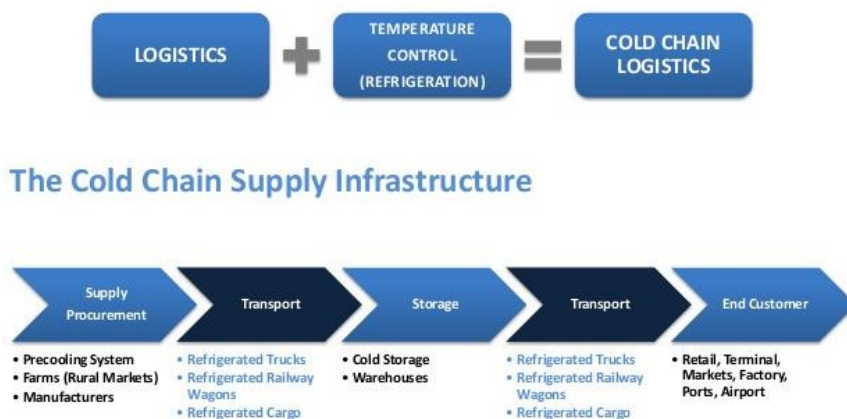 LOGISTICS
TEMPERATURE
CONTROL
(REFRIGERATION)
COLD CHAIN
LOGISTICS
The Cold Chain Supply Infrastructure
Supply
Procurement
• Precooling System
• Farms (Rural Markets)
• Manufacturers
Transport
• Refrigerated Trucks
• Refrigerated Railway
Wagons
• Refrigerated Cargo
Storage
• Cold Storage
• Warehouses
Transport
• Refrigerated Trucks
• Refrigerated Railway
Wagons
• Refrigerated Cargo
End Customer
• Retail, Terminal,
Markets, Factory,
Ports, Airport